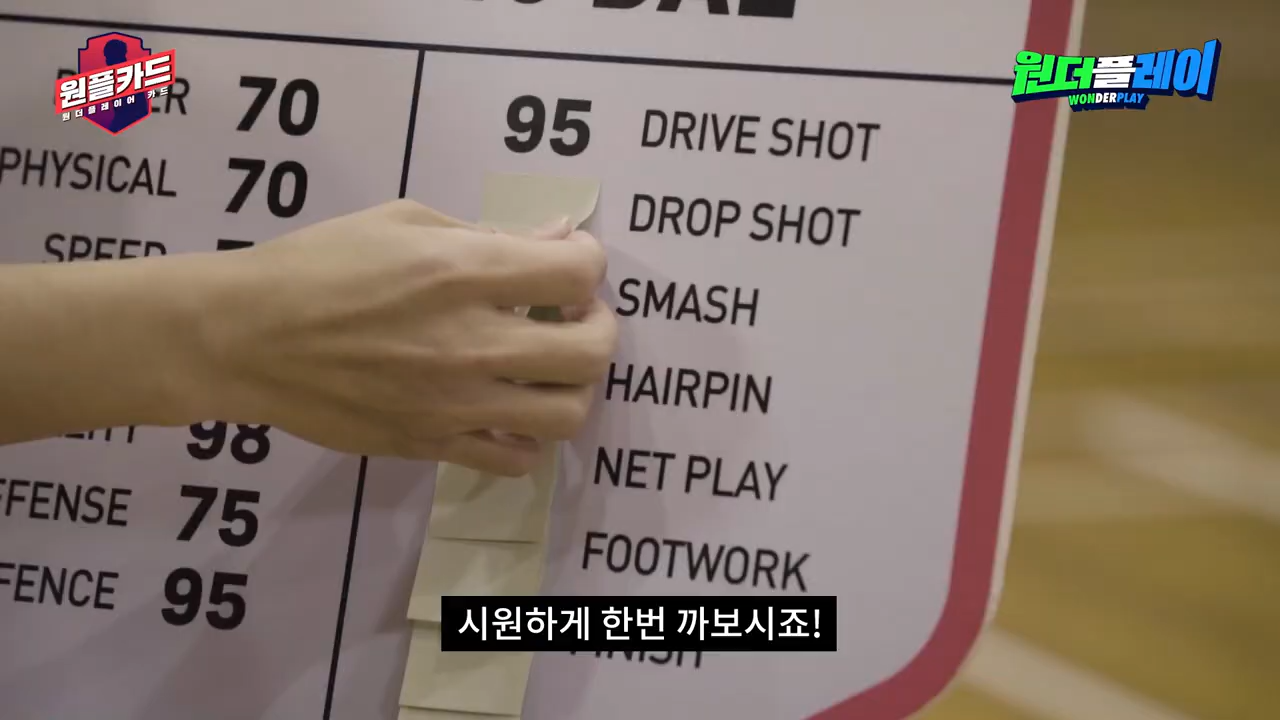 원플카드
원더플레이어 카드
원더플레이
WONDERPLAY
70
PHYSICAL 70
SPEED
98
75
95
95 DRIVE SHOT
DROP SHOT
SMASH
HAIRPIN
NET PLAY
FOOTWORK
FINISH
시원하게 한번 까보시죠!